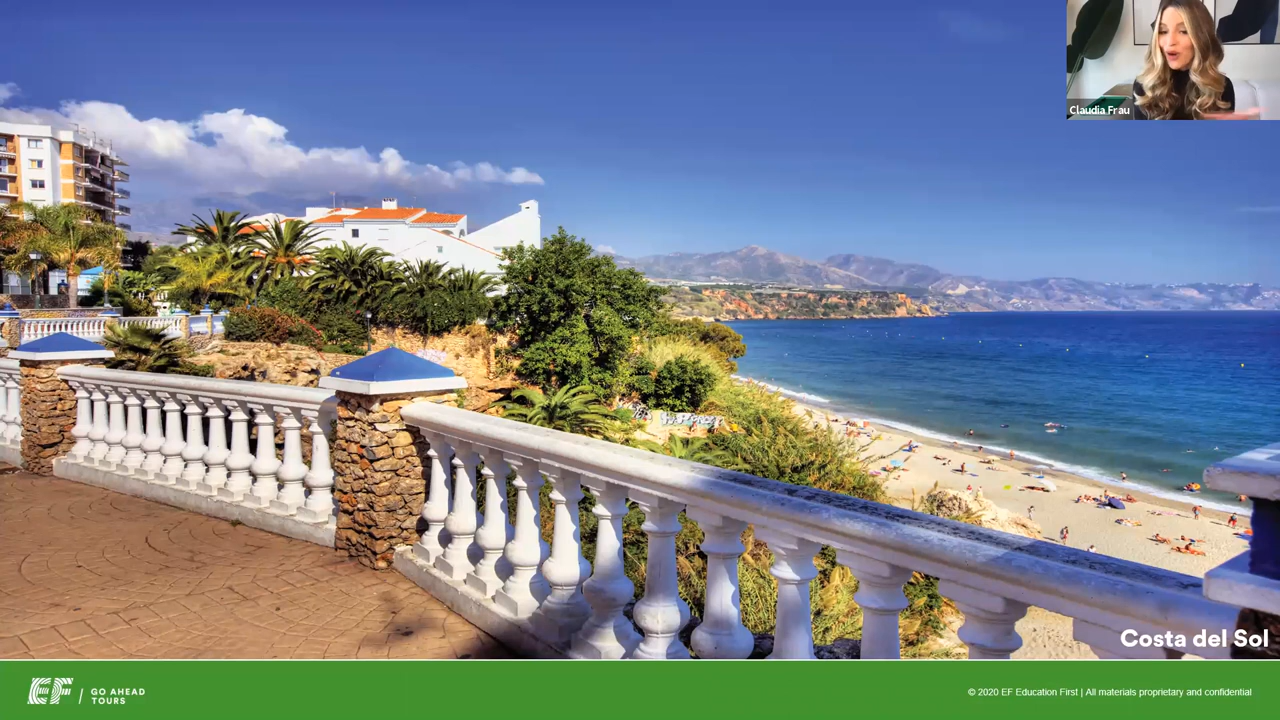 Claudia Frau
Costa del Sol
EF / GO AHEAD
TOURS
© 2020 EF Education First | All materials proprietary and confidential